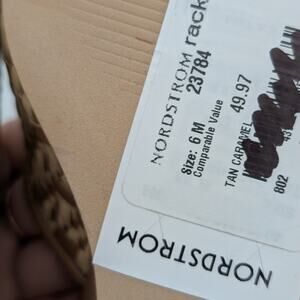 NORDSTROM rack
23784
Size: 6 M
Comparable Value
49.97
TAN CARAMEL
802
NORDSTROM